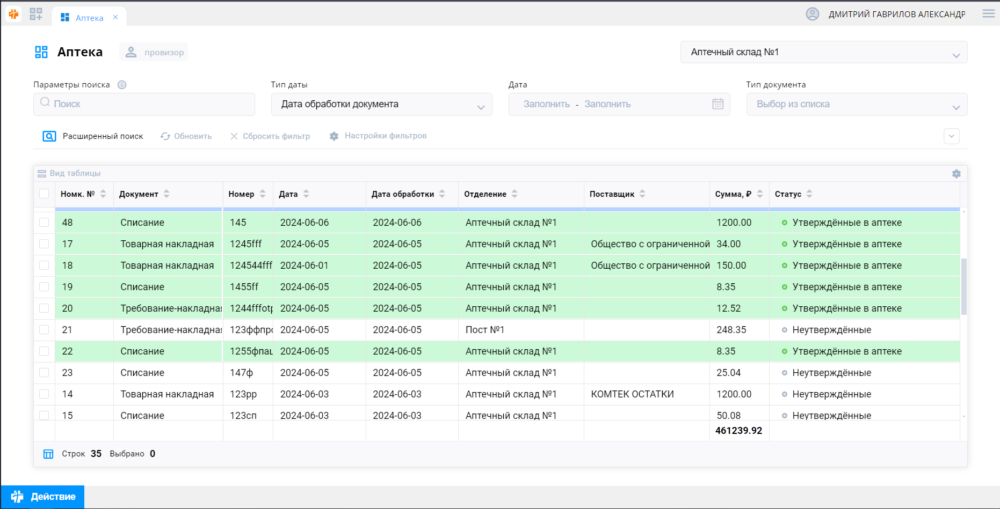 Аптека
ДМИТРИЙ ГАВРИЛОВ АЛЕКСАНДР
Аптека
провизор
Аптечный склад №1
Параметры поиска
Тип даты
Дата
Тип документа
Поиск
Дата обработки документа
Заполнить - Заполнить
Выбор из списка
Расширенный поиск
Обновить
Сбросить фильтр
Настройки фильтров
Вид таблицы
Номк. № Документ Номер Дата Дата обработки Отделение Поставщик Сумма, ₽ Статус
48 Списание 145 2024-06-06 2024-06-06 Аптечный склад №1 1200.00 Утверждённые в аптеке
17 Товарная накладная 1245fff 2024-06-05 2024-06-05 Аптечный склад №1 Общество с ограниченной 34.00 Утверждённые в аптеке
18 Товарная накладная 124544fff 2024-06-01 2024-06-05 Аптечный склад №1 Общество с ограниченной 150.00 Утверждённые в аптеке
19 Списание 1455ff 2024-06-05 2024-06-05 Аптечный склад №1 8.35 Утверждённые в аптеке
20 Требование-накладная 1244fffotp 2024-06-05 2024-06-05 Аптечный склад №1 12.52 Утверждённые в аптеке
21 Требование-накладная 123ффпро 2024-06-05 2024-06-05 Пост №1 248.35 Неутверждённые
22 Списание 1255фпац 2024-06-05 2024-06-05 Аптечный склад №1 8.35 Утверждённые в аптеке
23 Списание 147ф 2024-06-05 2024-06-05 Аптечный склад №1 25.04 Неутверждённые
14 Товарная накладная 123рр 2024-06-03 2024-06-03 Аптечный склад №1 КОМТЕК ОСТАТКИ 1200.00 Неутверждённые
15 Списание 123сп 2024-06-03 2024-06-03 Аптечный склад №1 50.08 Неутверждённые
461239.92
Строк 35 Выбрано 0
Действие